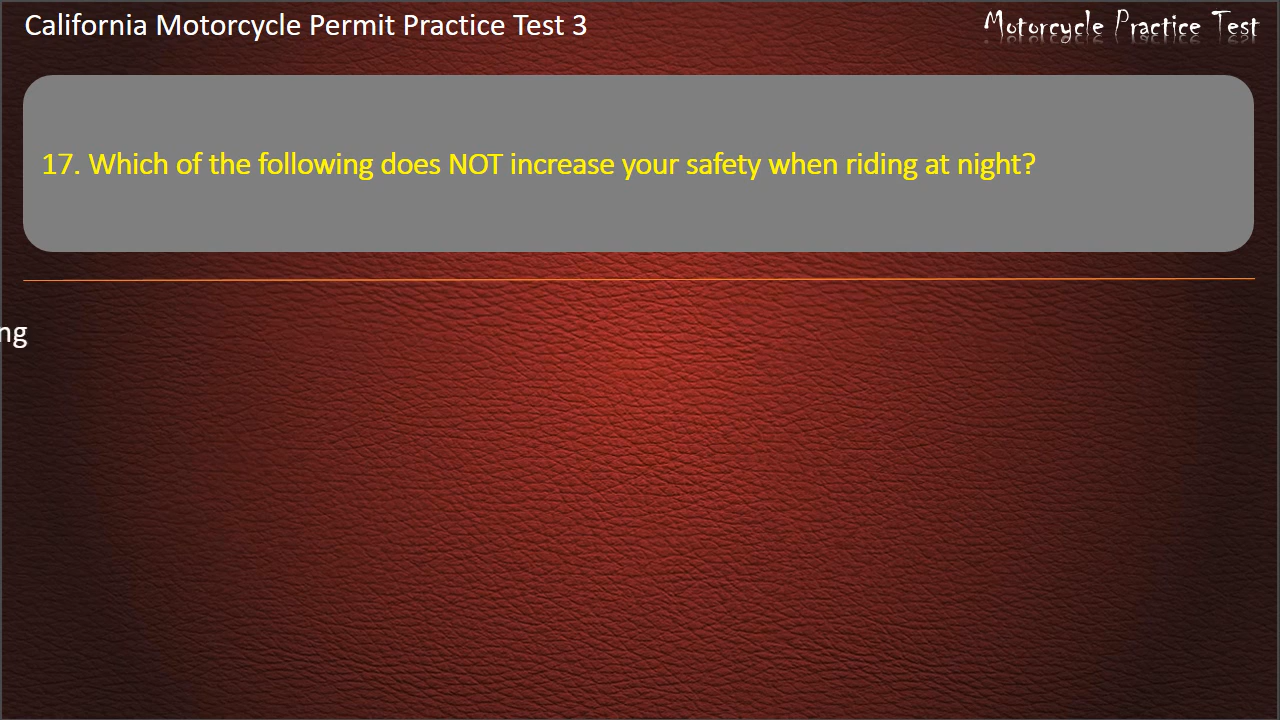 California Motorcycle Permit Practice Test 3
Motorcycle Practice Test
17. Which of the following does NOT increase your safety when riding at night?
ng